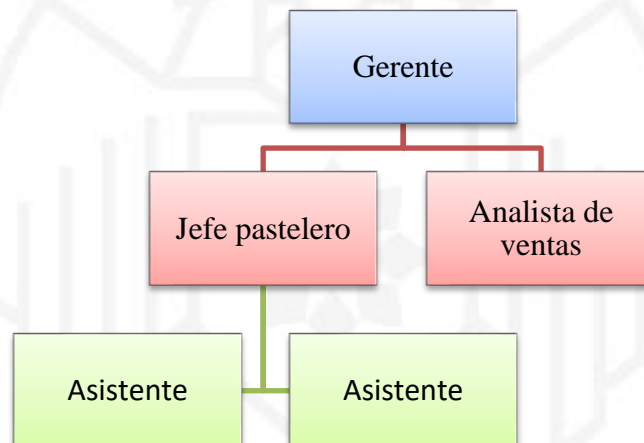 Gerente
Jefe pastelero
Analista de
ventas
Asistente
Asistente